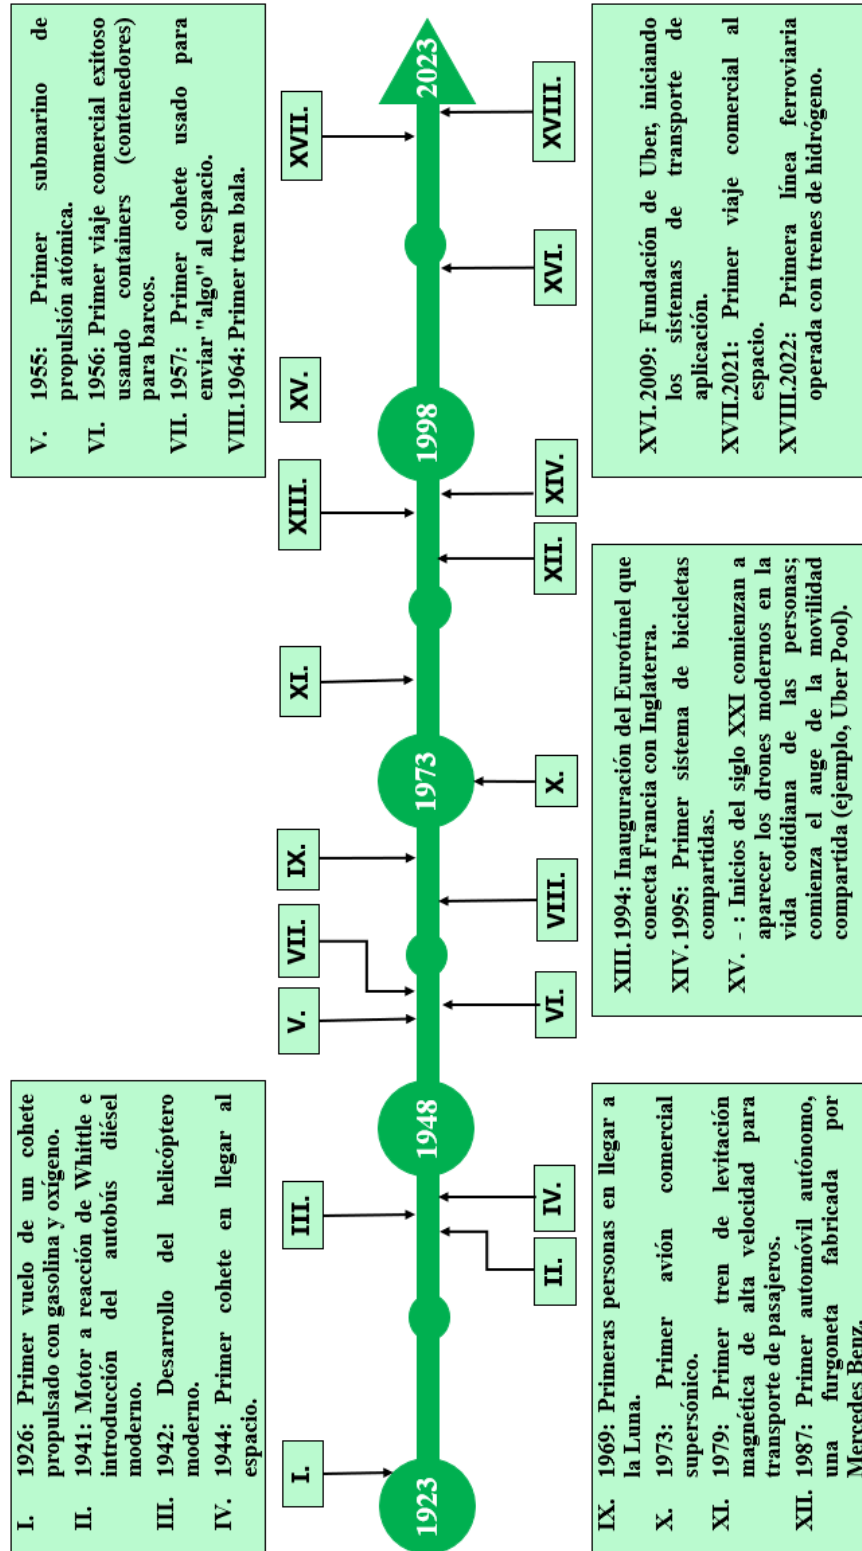 I. 1926: Primer vuelo de un cohete
propulsado con gasolina y oxígeno.
II. 1941: Motor a reacción de Whittle e
introducción del autobús diésel
moderno.
III. 1942: Desarrollo del helicóptero
moderno.
IV. 1944: Primer cohete en llegar al
espacio.
V. 1955: Primer submarino de
propulsión atómica.
VI. 1956: Primer viaje comercial exitoso
usando containers (contenedores)
para barcos.
VII. 1957: Primer cohete usado para
enviar "algo" al espacio.
VIII. 1964: Primer tren bala.
I.
III.
V.
VII.
IX.
XI.
XIII.
XV.
XVII.
1923
1948
1973
1998
2023
II.
IV.
VI.
VIII.
X.
XII.
XIV.
XVI.
XVIII.
IX. 1969: Primeras personas en llegar a
la Luna.
X. 1973: Primer avión comercial
supersónico.
XI. 1979: Primer tren de levitación
magnética de alta velocidad para
transporte de pasajeros.
XII. 1987: Primer automóvil autónomo,
una furgoneta fabricada por
Mercedes Benz.
XIII. 1994: Inauguración del Eurotúnel que
conecta Francia con Inglaterra.
XIV. 1995: Primer sistema de bicicletas
compartidas.
XV. - : Inicios del siglo XXI comienzan a
aparecer los drones modernos en la
vida cotidiana de las personas;
comienza el auge de la movilidad
compartida (ejemplo, Uber Pool).
XVI. 2009: Fundación de Uber, iniciando
los sistemas de transporte de
aplicación.
XVII. 2021: Primer viaje comercial al
espacio.
XVIII. 2022: Primera línea ferroviaria
operada con trenes de hidrógeno.